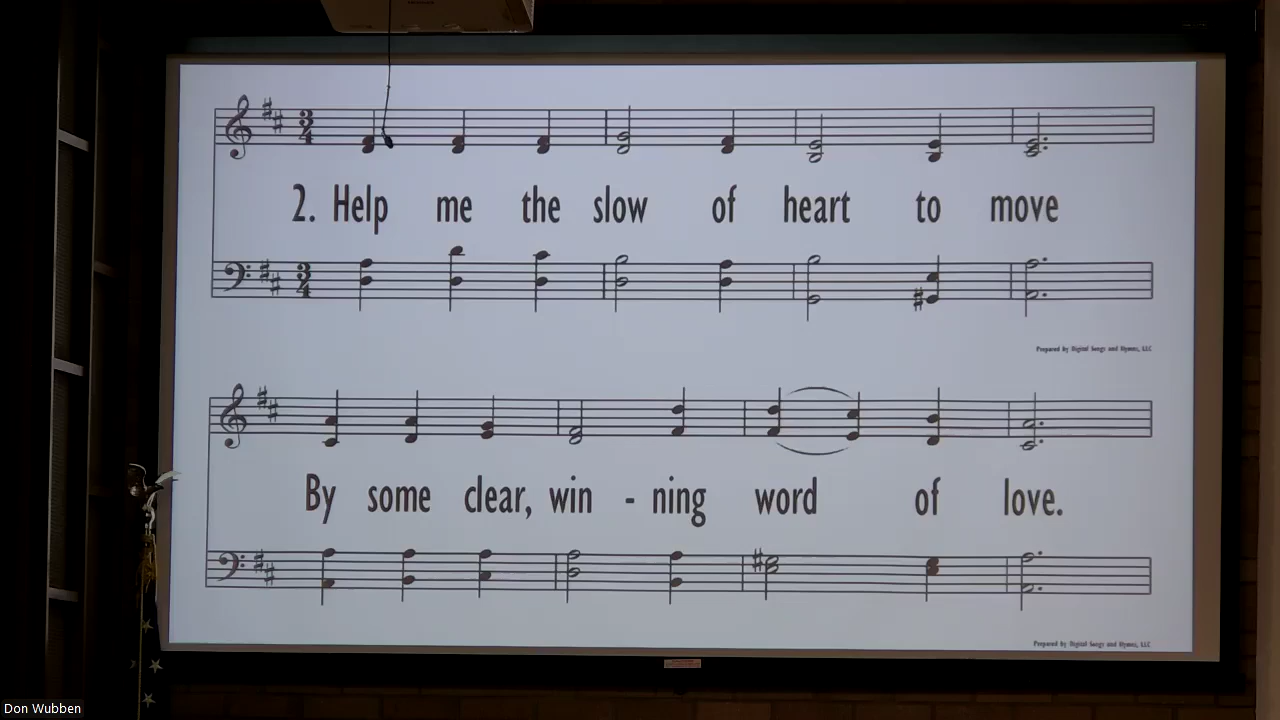 2. Help me the slow of heart to move
Prepared by Digital Songs and Hymns, LLC
By some clear, win - ning word of love.
Prepared by Digital Songs and Hymns, LLC
Don Wubben